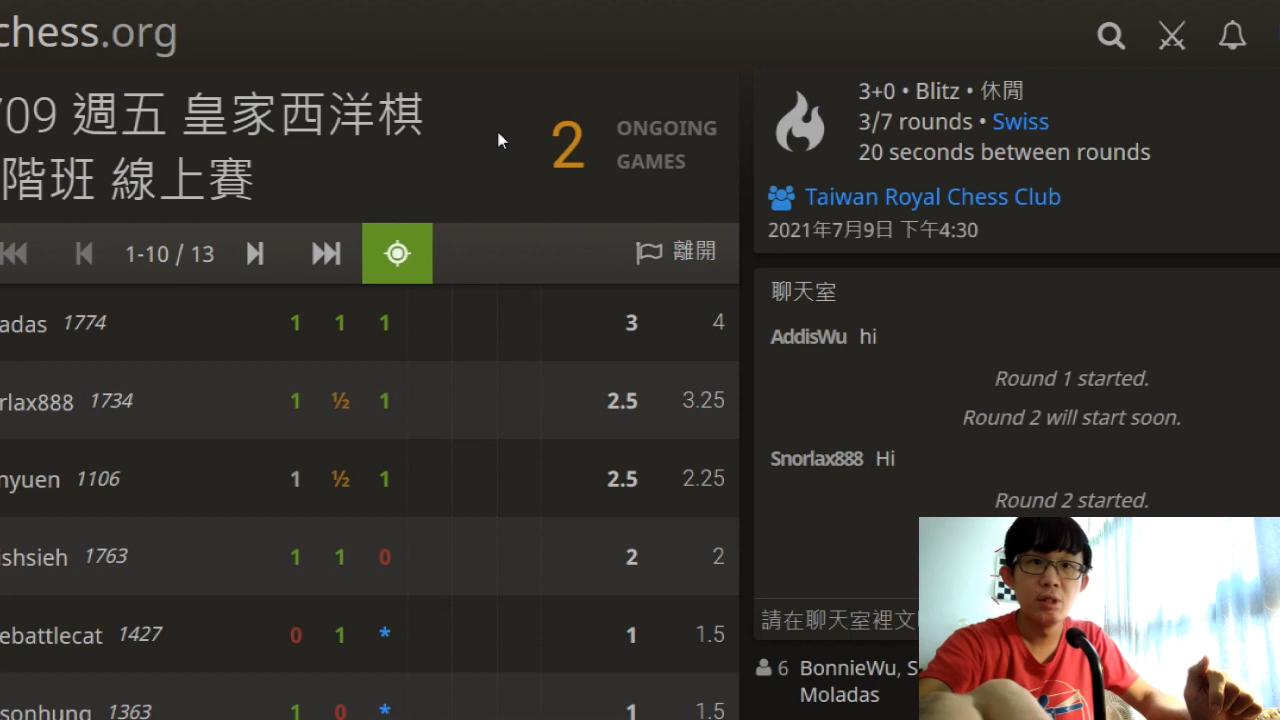 chess.org
/09 週五 皇家西洋棋
階班 線上賽
2 ONGOING GAMES
1-10 / 13
離開
adas 1774 1 1 1 3 4
rlax888 1734 1 ½ 1 2.5 3.25
nyuen 1106 1 ½ 1 2.5 2.25
ishsieh 1763 1 1 0 2 2
ebattlecat 1427 0 1 * 1 1.5
sonhung 1363 1 0 * 1 1.5
3+0 • Blitz • 休閒
3/7 rounds • Swiss
20 seconds between rounds
Taiwan Royal Chess Club
2021年7月9日 下午4:30
聊天室
AddisWu hi
Round 1 started.
Round 2 will start soon.
Snorlax888 Hi
Round 2 started.
請在聊天室裡文
6 BonnieWu, S
Moladas